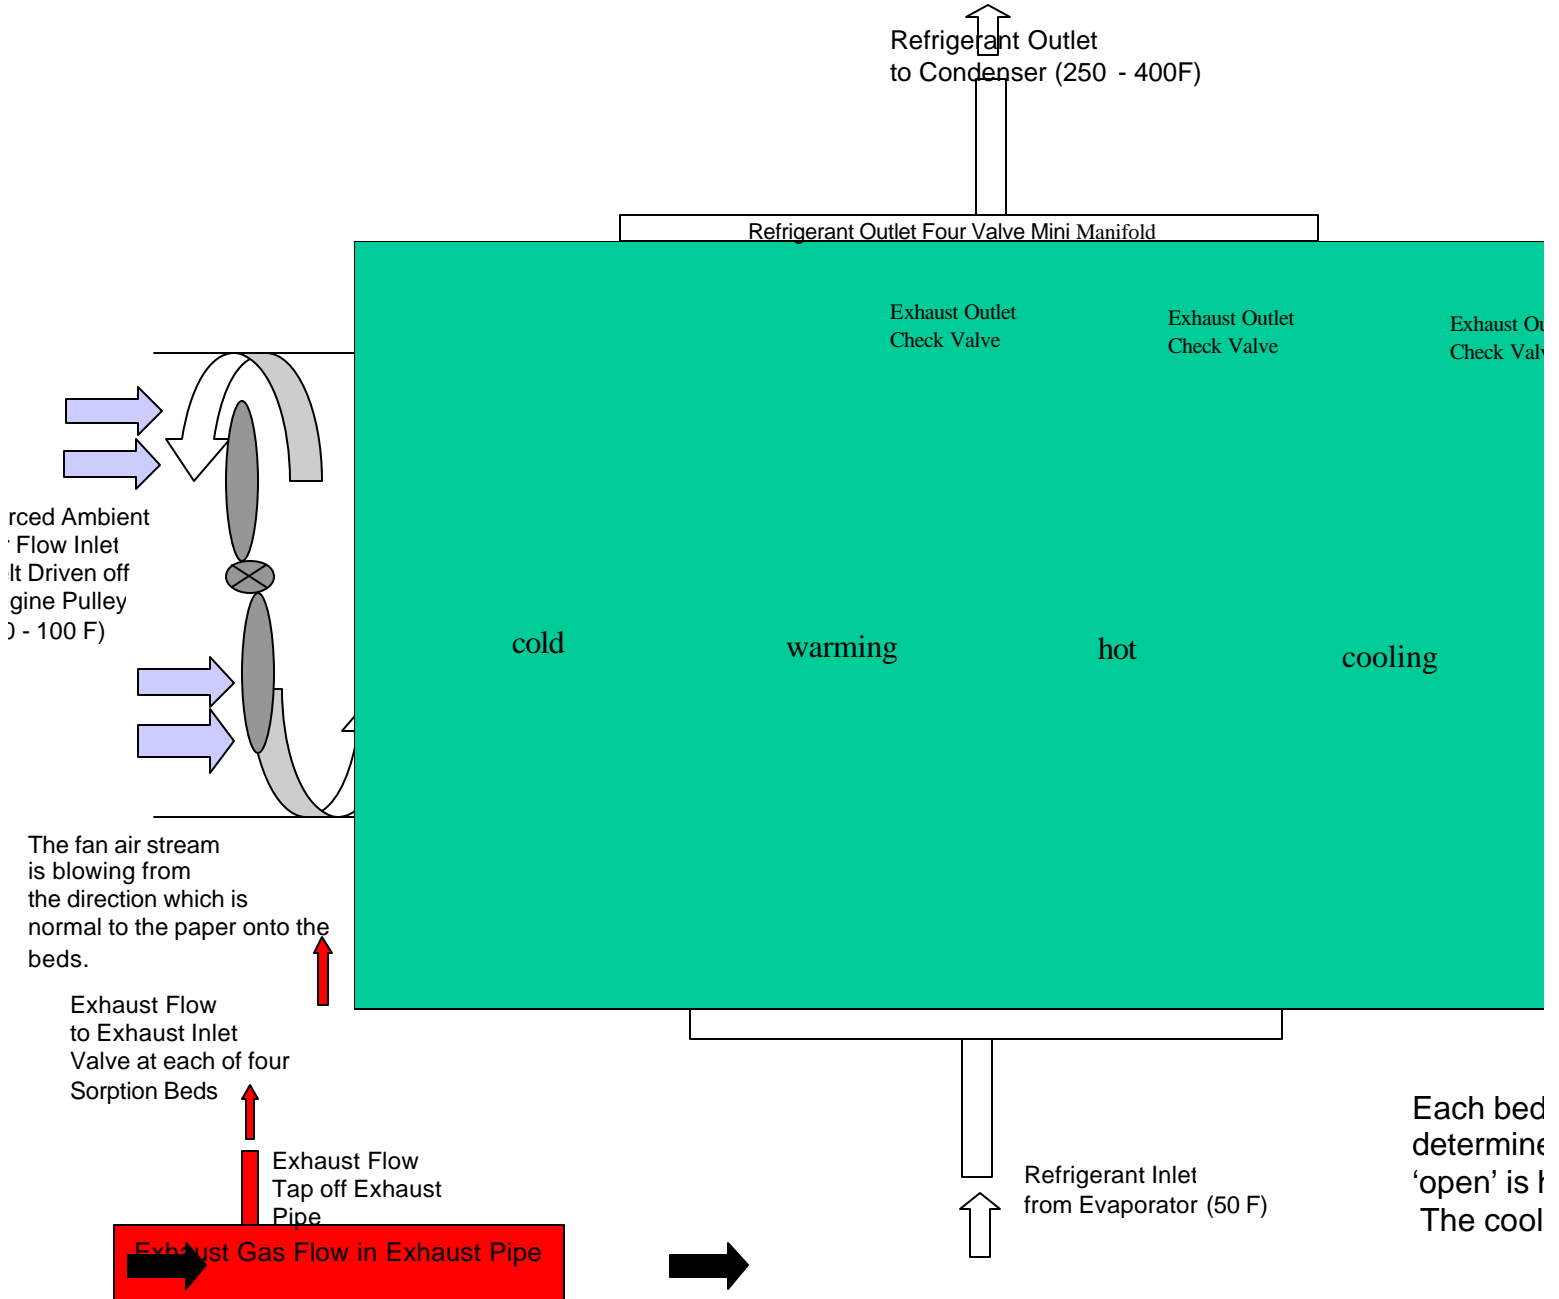 Refrigerant Outlet
to Condenser (250 - 400F)
Refrigerant Outlet Four Valve Mini Manifold
Exhaust Outlet
Check Valve
Exhaust Outlet
Check Valve
Exhaust
Check
Ambient
Flow Inlet
Driven off
Pulley
- 100 F)
cold
warming
hot
cooling
The fan air stream
is blowing from
the direction which is
normal to the paper onto the
beds.
Exhaust Flow
to Exhaust Inlet
Valve at each of four
Sorption Beds
Exhaust Flow
Tap off Exhaust
Pipe
Exhaust Gas Flow in Exhaust Pipe
Refrigerant Inlet
from Evaporator (50 F)
Each bed
determine
‘open’ is
The cool